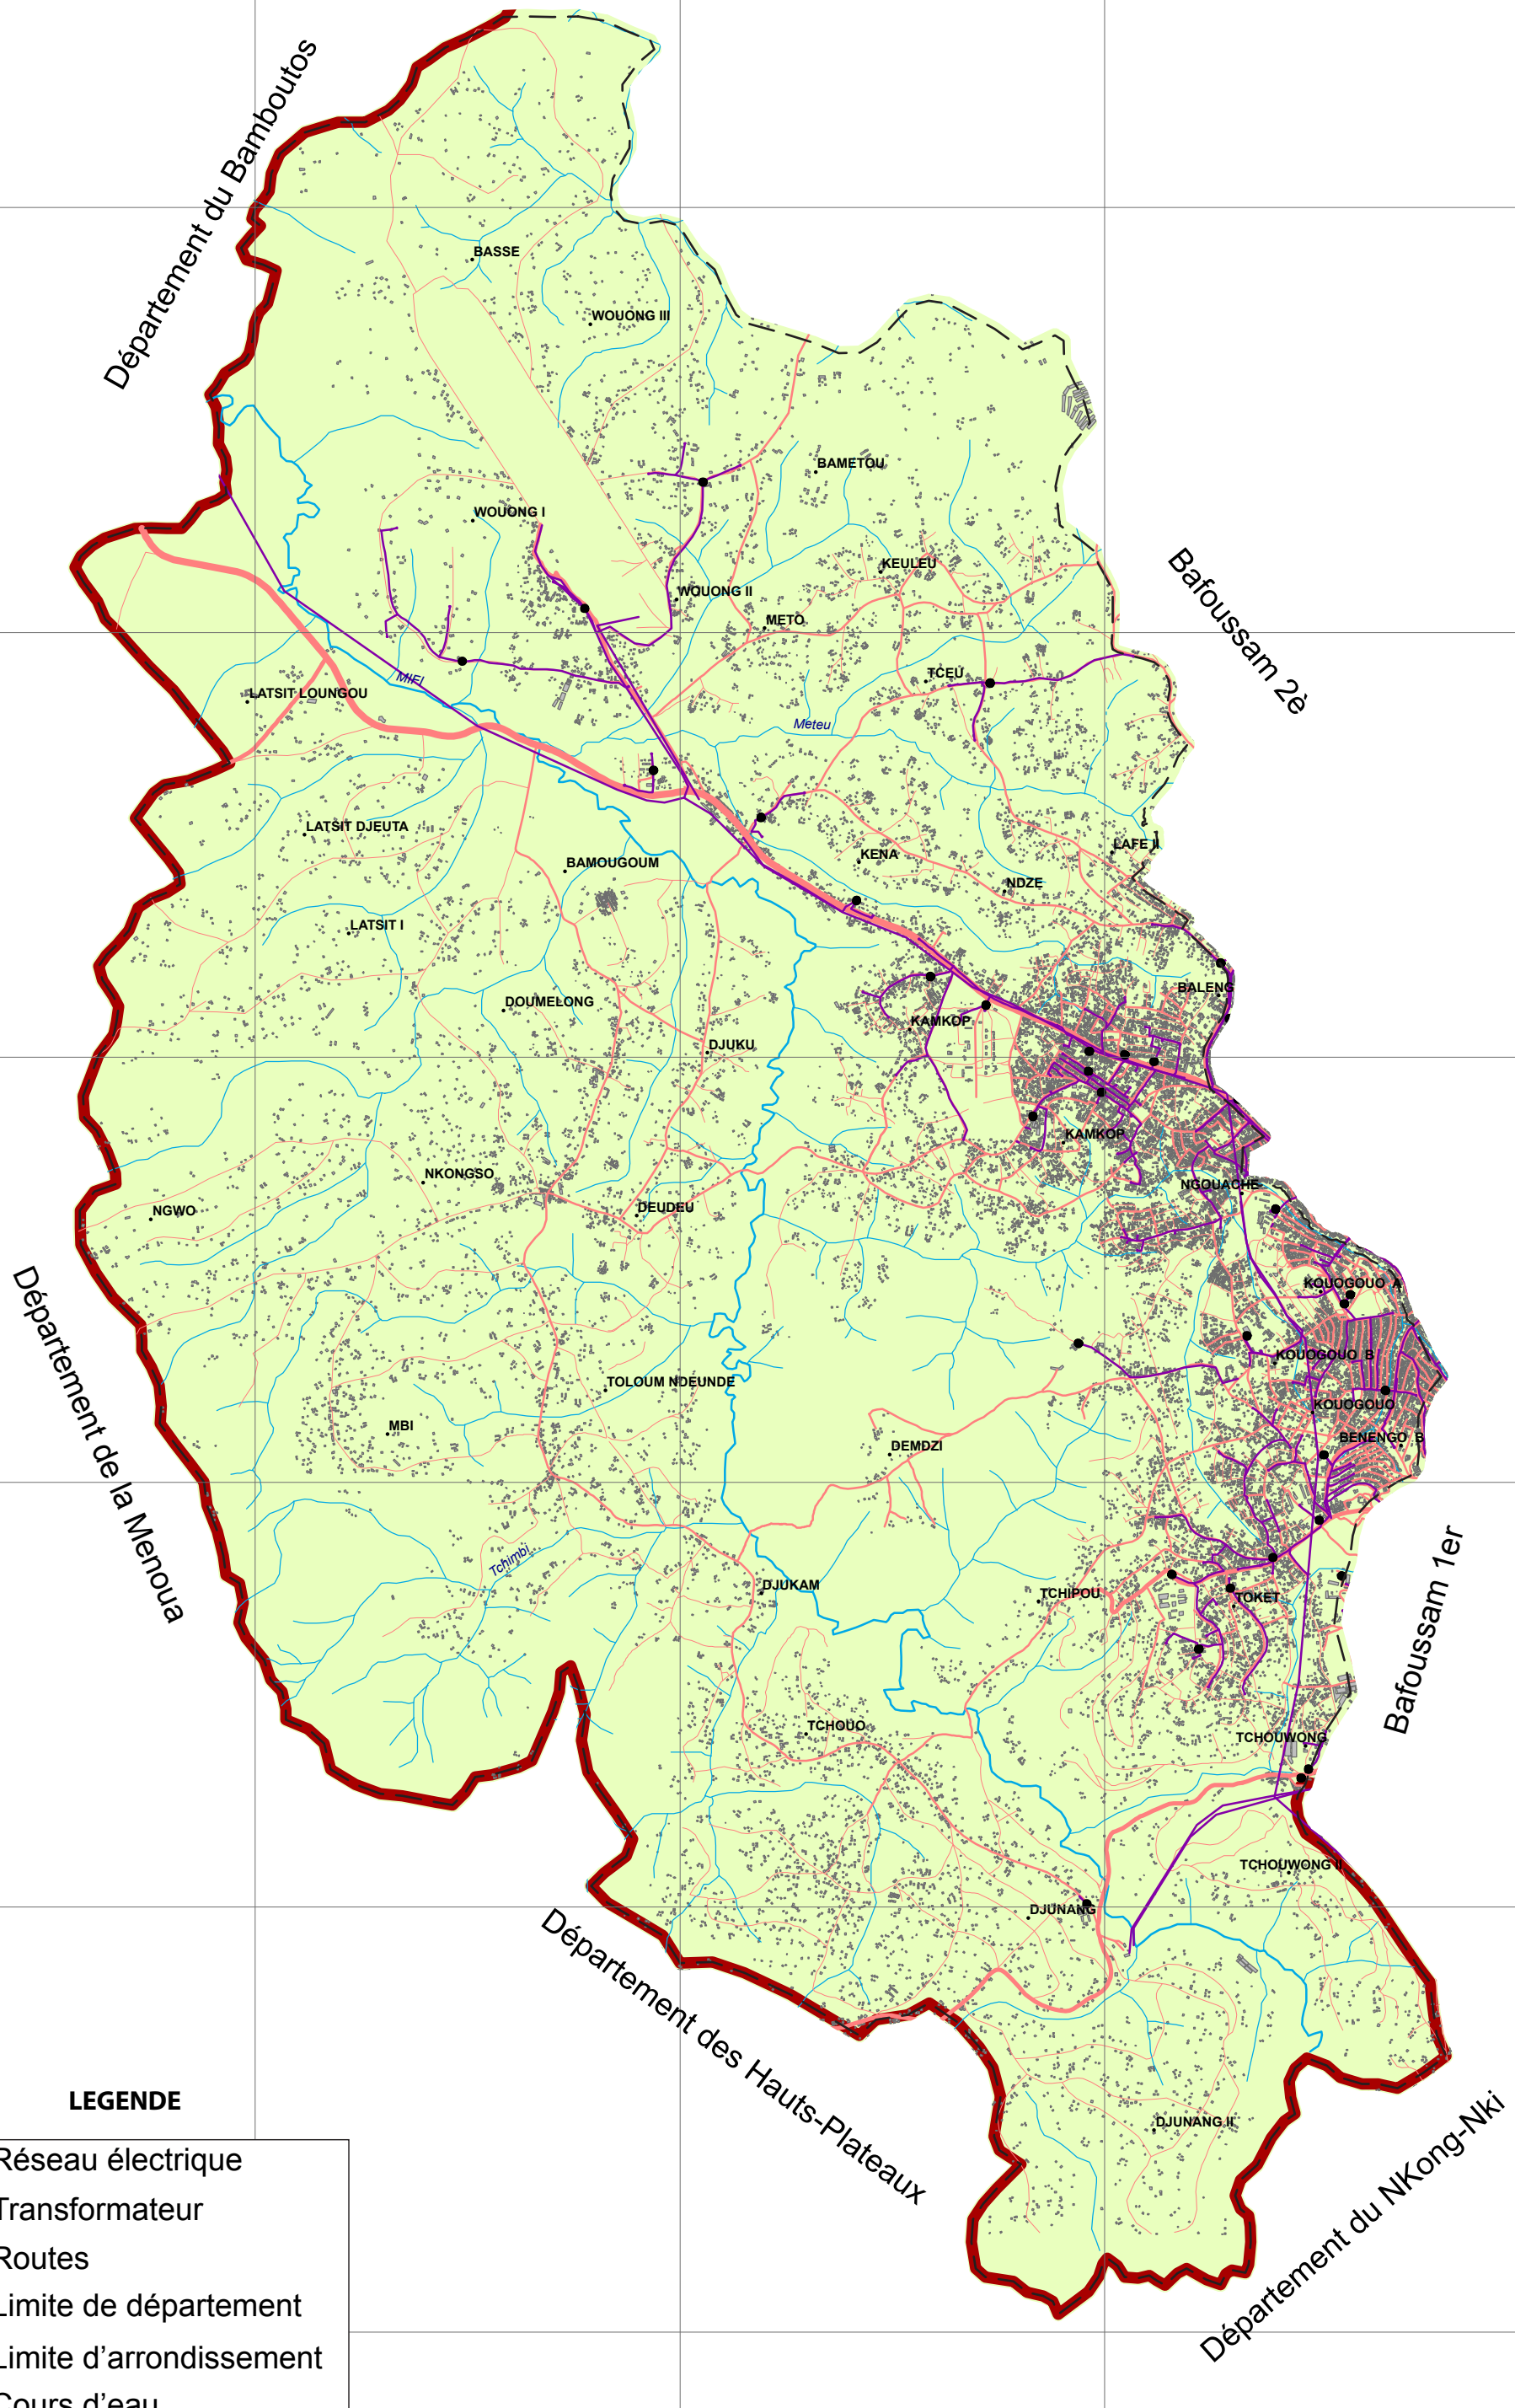 Département du Bamboutos
BASSE
WOUONG III
BAMETOU
WOUONG I
KEULEU
Bafoussam 2è
WOUONG II
METO
TCEU
MIFI
LATSIT LOUNGOU
Meteu
LATSIT DJEUTA
LAFE II
KENA
BAMOUGOUM
NDZE
LATSIT I
BALENG
DOUMELONG
KAMKOP
DJUKU
KAMKOP
NKONGSO
NGOUACHE
NGWO
DEUDEU
Département de la Menoua
KOUOGOUO A
KOUOGOUO B
TOLOUM NDEUNDE
KOUOGOUO
MBI
BENENGO B
DEMDZI
Tchimbi
Bafoussam 1er
DJUKAM
TCHIPOU
TOKET
TCHOUO
TCHOUWONG
TCHOUWONG II
DJUNANG
Département des Hauts-Plateaux
DJUNANG II
Département du NKong-Nki
LEGENDE
Réseau électrique
Transformateur
Routes
Limite de département
Limite d'arrondissement
Cours d'eau